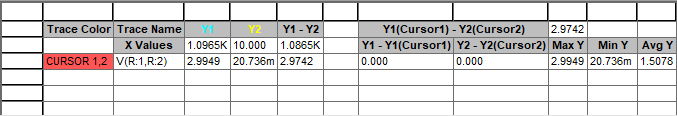 Trace Color Trace Name Y1 Y2 Y1 - Y2 Y1(Cursor1) - Y2(Cursor2) 2.9742
X Values 1.0965K 10.000 1.0865K Y1 - Y1(Cursor1) Y2 - Y2(Cursor2) Max Y Min Y Avg Y
CURSOR 1,2 V(R:1,R:2) 2.9949 20.736m 2.9742 0.000 0.000 2.9949 20.736m 1.5078